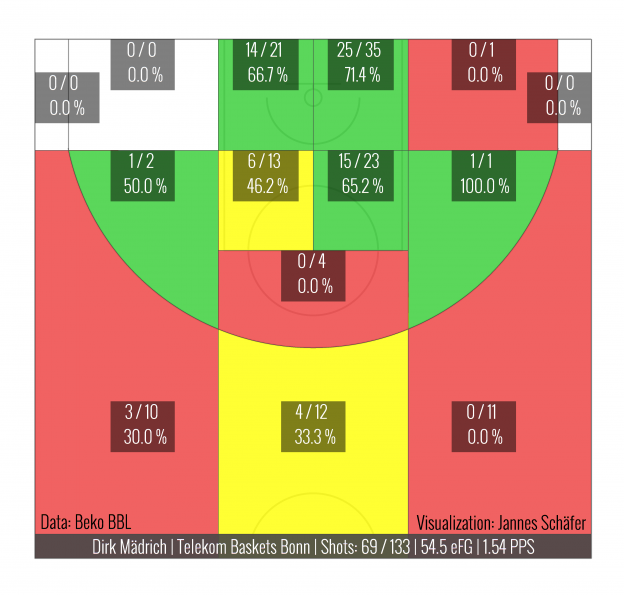 0 / 0
0.0 %
14 / 21
66.7 %
25 / 35
71.4 %
0 / 1
0.0 %
0 / 0
0.0 %
0 / 0
0.0 %
1 / 2
50.0 %
6 / 13
46.2 %
15 / 23
65.2 %
1 / 1
100.0 %
0 / 4
0.0 %
3 / 10
30.0 %
4 / 12
33.3 %
0 / 11
0.0 %
Data: Beko BBL
Visualization: Jannes Schäfer
Dirk Mädrich | Telekom Baskets Bonn | Shots: 69 / 133 | 54.5 eFG | 1.54 PPS